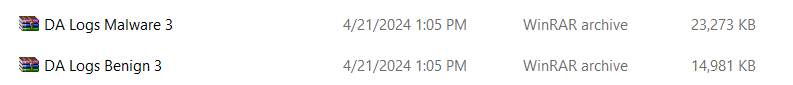 DA Logs Malware 3 4/21/2024 1:05 PM WinRAR archive 23,273 KB
DA Logs Benign 3 4/21/2024 1:05 PM WinRAR archive 14,981 KB